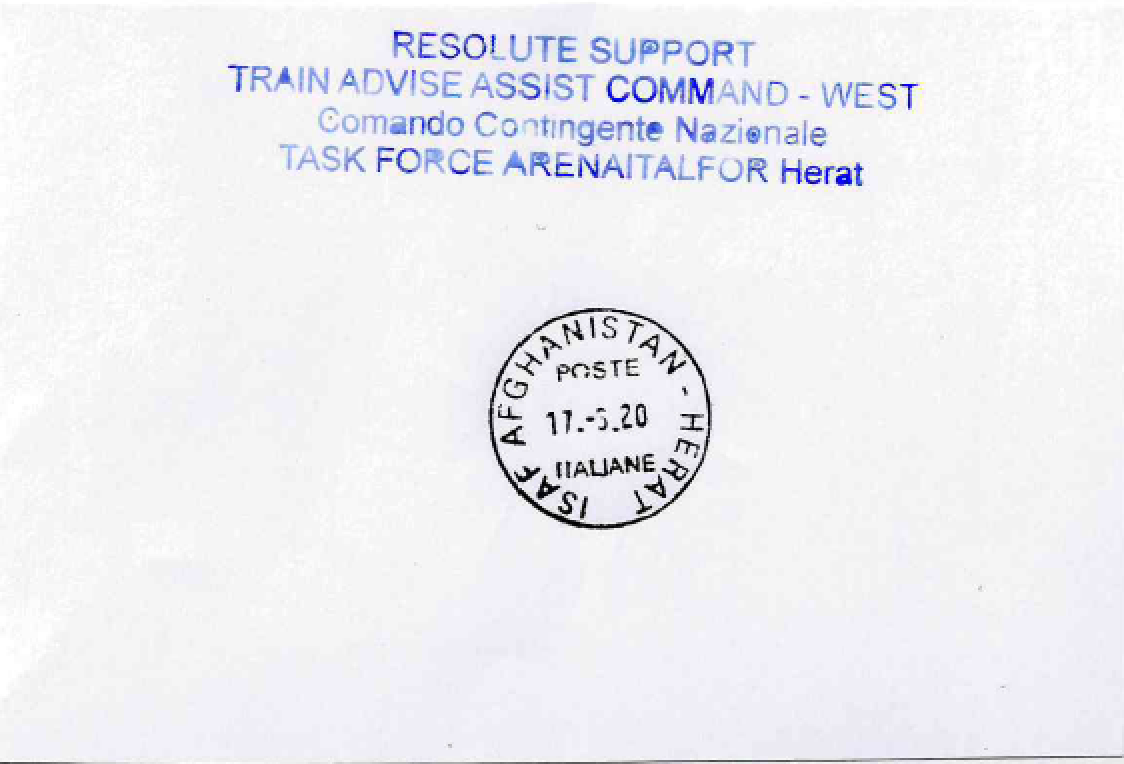 RESOLUTE SUPPORT
TRAIN ADVISE ASSIST COMMAND - WEST
Comando Contingente Nazionale
TASK FORCE ARENAITALFOR Herat
ISAF AFGHANISTAN - HERAT
POSTE
ITALIANE